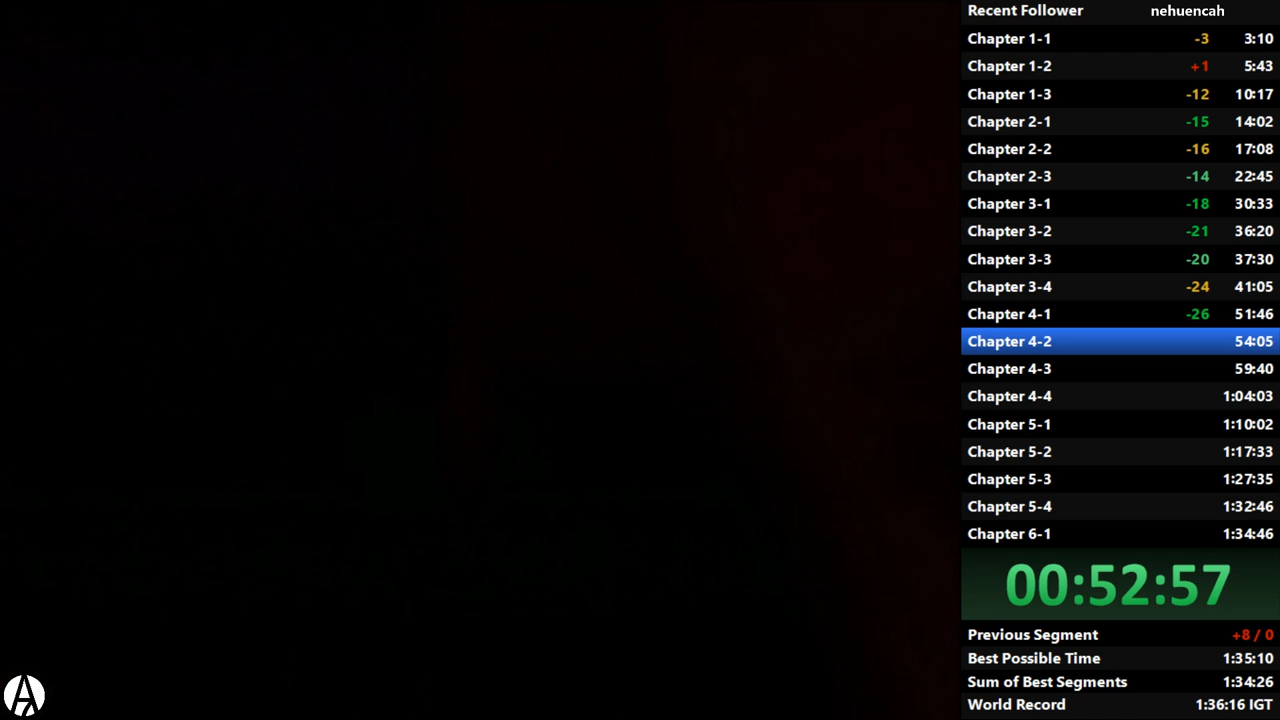 Recent Follower nehuencah
Chapter 1-1 -3 3:10
Chapter 1-2 +1 5:43
Chapter 1-3 -12 10:17
Chapter 2-1 -15 14:02
Chapter 2-2 -16 17:08
Chapter 2-3 -14 22:45
Chapter 3-1 -18 30:33
Chapter 3-2 -21 36:20
Chapter 3-3 -20 37:30
Chapter 3-4 -24 41:05
Chapter 4-1 -26 51:46
Chapter 4-2 54:05
Chapter 4-3 59:40
Chapter 4-4 1:04:03
Chapter 5-1 1:10:02
Chapter 5-2 1:17:33
Chapter 5-3 1:27:35
Chapter 5-4 1:32:46
Chapter 6-1 1:34:46
00:52:57
Previous Segment +8 / 0
Best Possible Time 1:35:10
Sum of Best Segments 1:34:26
World Record 1:36:16 IGT